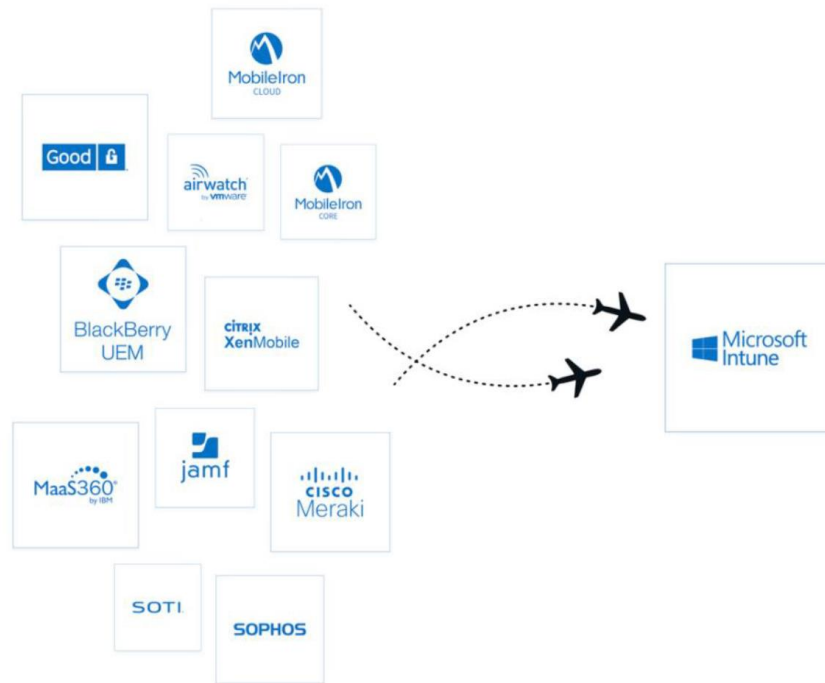 MobileIron
CLOUD
Good
airwatch
by vmware
MobileIron
CORE
BlackBerry
UEM
CITRIX
XenMobile
Microsoft
Intune
MaaS360
by IBM
jamf
CISCO
Meraki
SOTI
SOPHOS